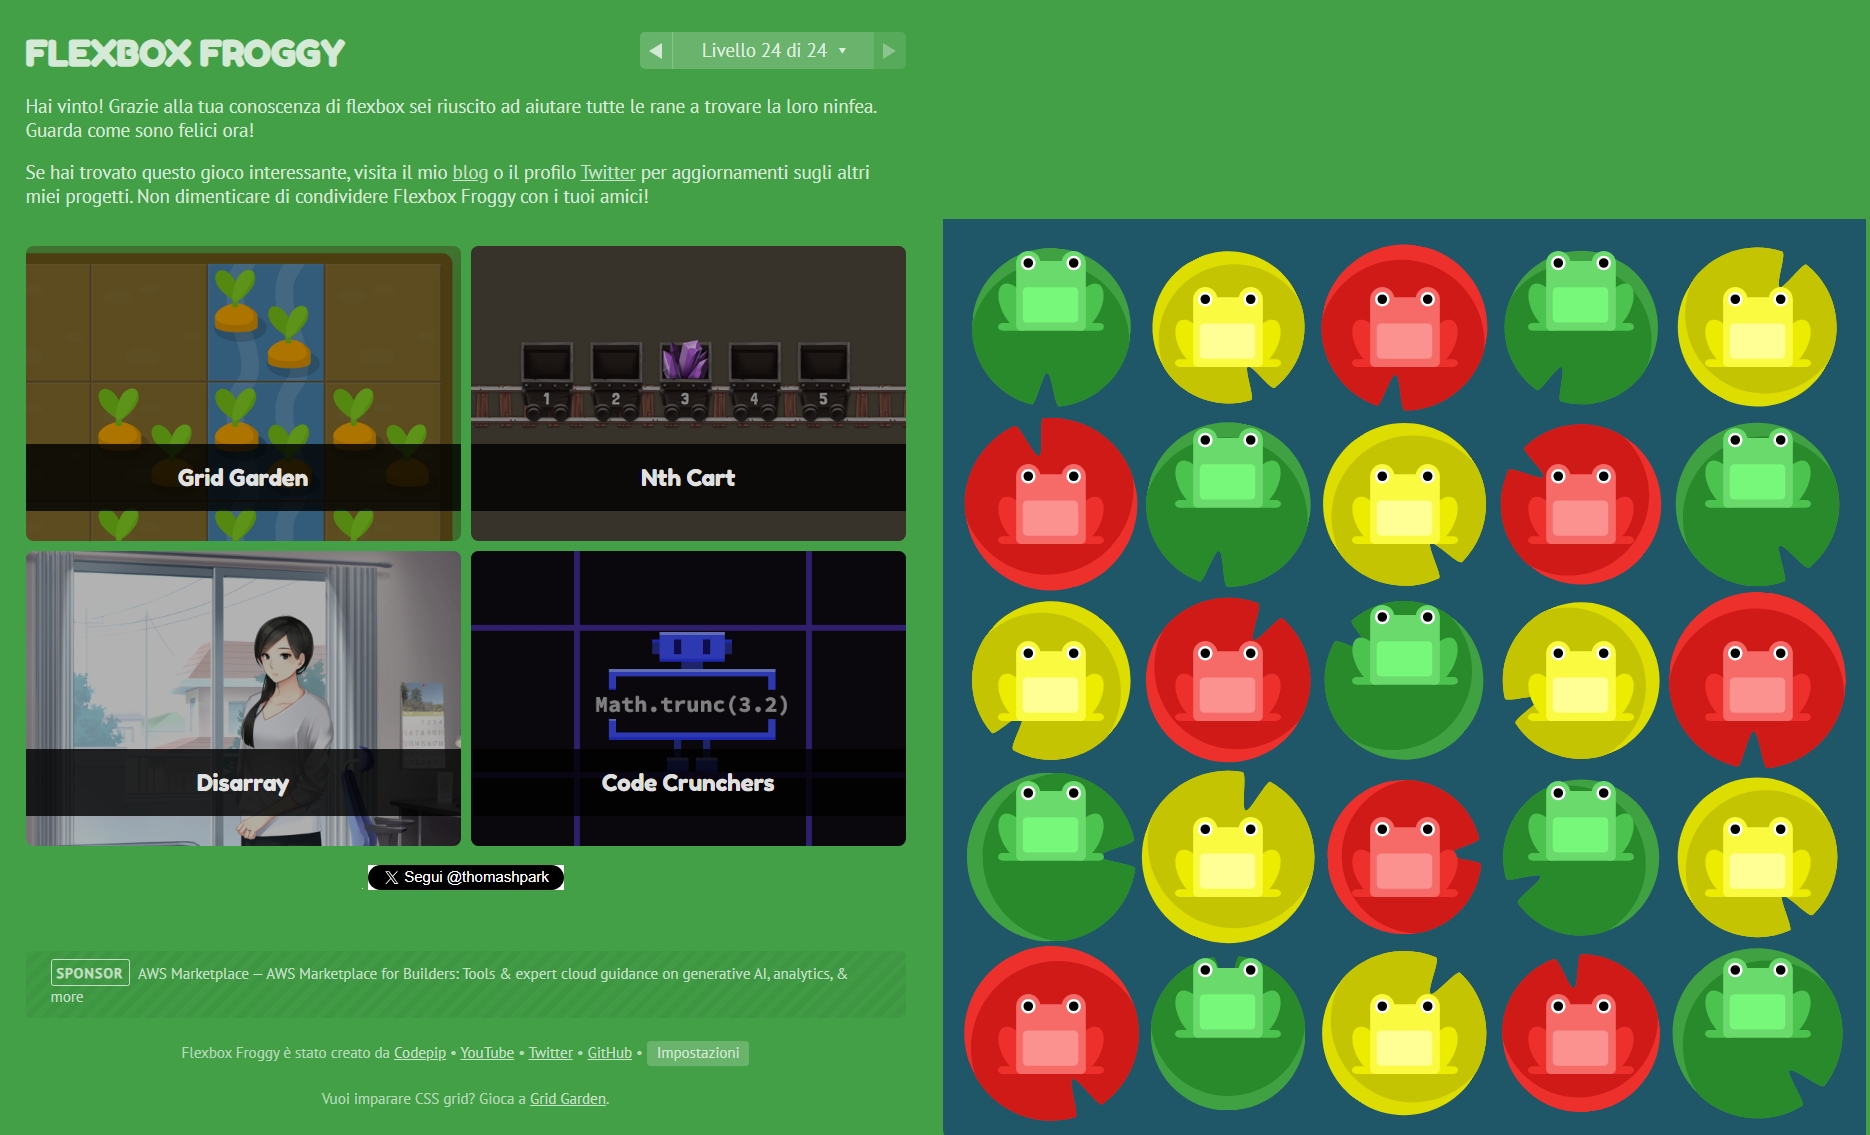 FLEXBOX FROGGY
Livello 24 di 24
Hai vinto! Grazie alla tua conoscenza di flexbox sei riuscito ad aiutare tutte le rane a trovare la loro ninfea.
Guarda come sono felici ora!
Se hai trovato questo gioco interessante, visita il mio blog o il profilo Twitter per aggiornamenti sugli altri
miei progetti. Non dimenticare di condividere Flexbox Froggy con i tuoi amici!
Grid Garden
1 2 3 4 5
Nth Cart
Disarray
Math.trunc(3.2)
Code Crunchers
Segui @thomashpark
SPONSOR AWS Marketplace — AWS Marketplace for Builders: Tools & expert cloud guidance on generative AI, analytics, &
more
Flexbox Froggy è stato creato da Codepip • YouTube • Twitter • GitHub • Impostazioni
Vuoi imparare CSS grid? Gioca a Grid Garden.